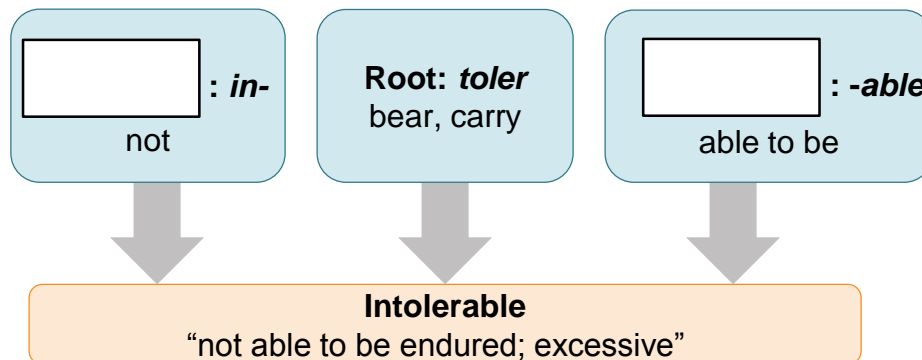 : in-
not
Root: toler
bear, carry
: -able
able to be
Intolerable
“not able to be endured; excessive”